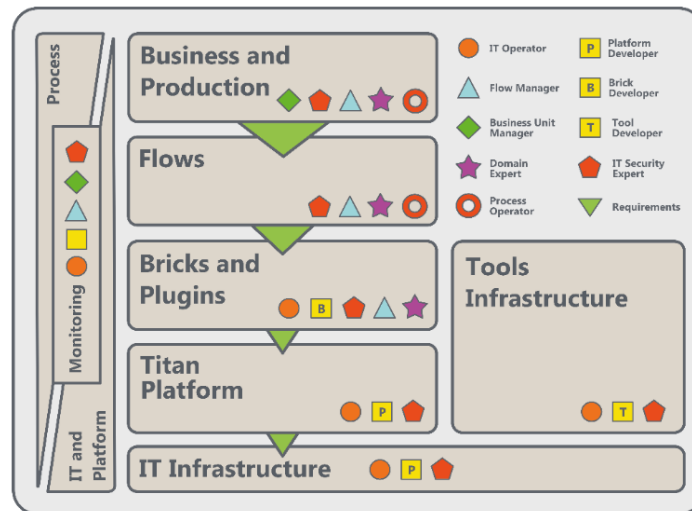 Process
Monitoring
IT and
Platform
Business and
Production
Flows
Bricks and
Plugins
B
Titan
Platform
P
IT Infrastructure
P
Tools
Infrastructure
T
IT Operator
Flow Manager
Business Unit
Manager
Domain
Expert
Process
Operator
P
Platform
Developer
B
Brick
Developer
T
Tool
Developer
IT Security
Expert
Requirements